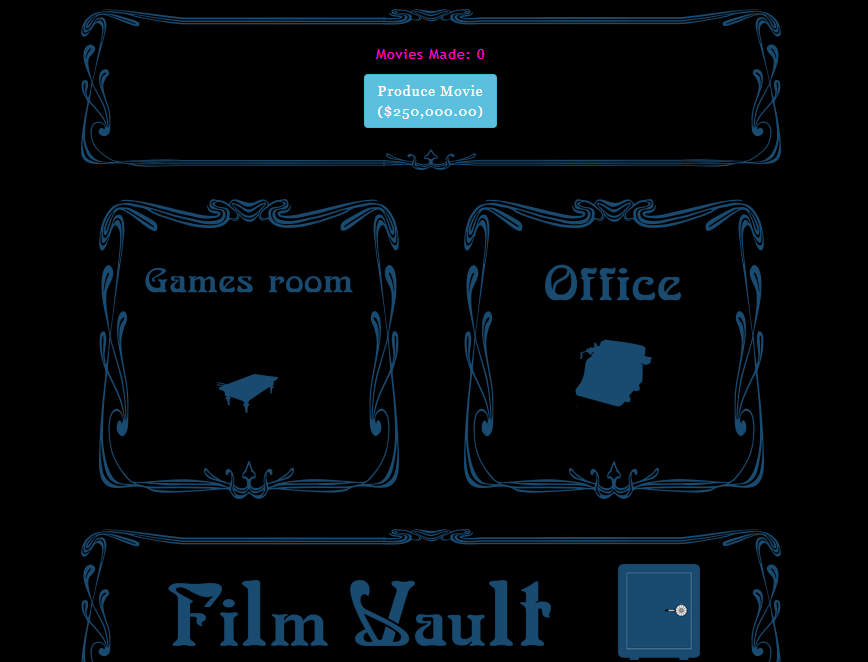 Movies Made: 0
Produce Movie
($250,000.00)
Games room
Office
Film Vault